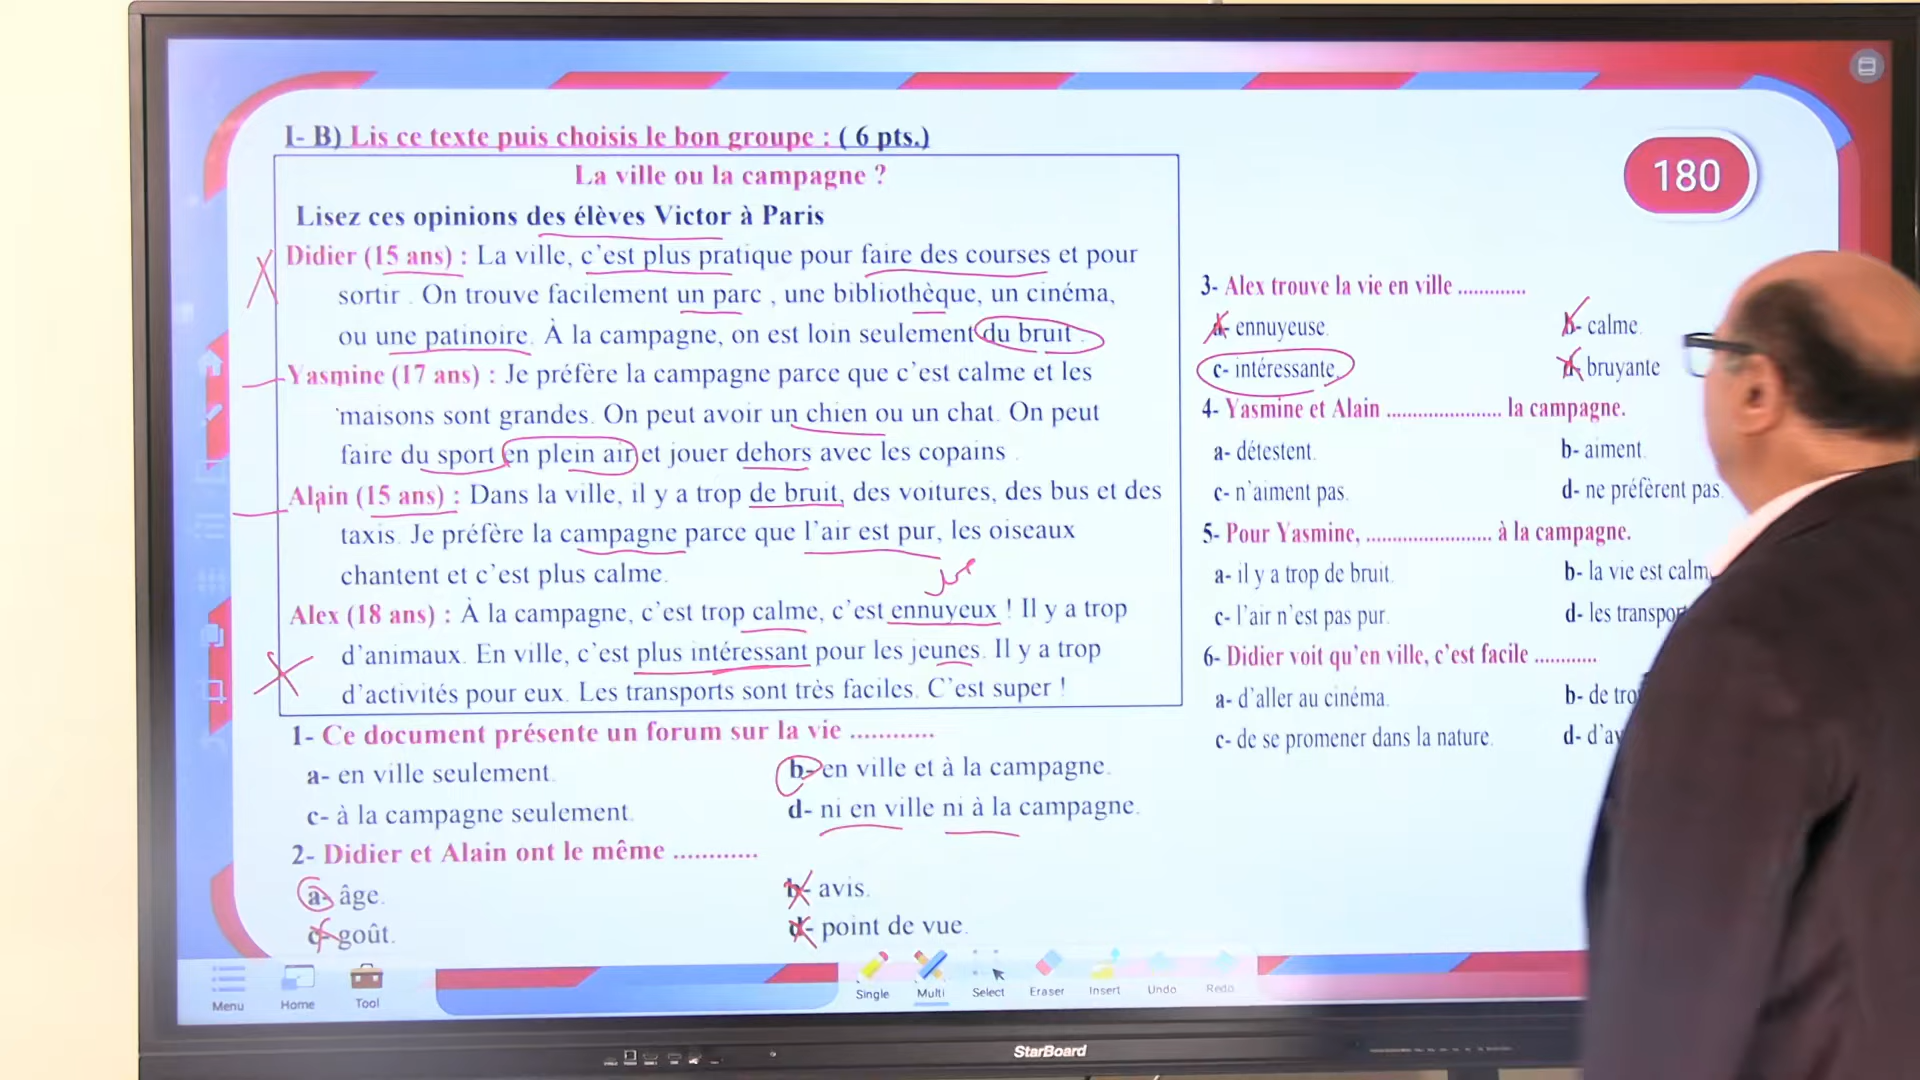 I- B) Lis ce texte puis choisis le bon groupe : ( 6 pts.)
La ville ou la campagne ?
Lisez ces opinions des élèves Victor à Paris
Didier (15 ans) : La ville, c'est plus pratique pour faire des courses et pour
sortir . On trouve facilement un parc , une bibliothèque, un cinéma,
ou une patinoire. À la campagne, on est loin seulement du bruit .
Yasmine (17 ans) : Je préfère la campagne parce que c'est calme et les
maisons sont grandes. On peut avoir un chien ou un chat. On peut
faire du sport en plein air et jouer dehors avec les copains .
Alain (15 ans) : Dans la ville, il y a trop de bruit, des voitures, des bus et des
taxis. Je préfère la campagne parce que l'air est pur, les oiseaux
chantent et c'est plus calme.
Alex (18 ans) : À la campagne, c'est trop calme, c'est ennuyeux ! Il y a trop
d'animaux. En ville, c'est plus intéressant pour les jeunes. Il y a trop
d'activités pour eux. Les transports sont très faciles. C'est super !
1- Ce document présente un forum sur la vie ............
a- en ville seulement.
b- en ville et à la campagne.
c- à la campagne seulement.
d- ni en ville ni à la campagne.
2- Didier et Alain ont le même ............
a- âge.
b- avis.
c- goût.
d- point de vue.
180
3- Alex trouve la vie en ville .............
a- ennuyeuse.
b- calme.
c- intéressante.
d- bruyante
4- Yasmine et Alain ..................... la campagne.
a- détestent.
b- aiment.
c- n'aiment pas.
d- ne préfèrent pas.
5- Pour Yasmine, ....................... à la campagne.
a- il y a trop de bruit.
b- la vie est calm
c- l'air n'est pas pur.
d- les transpor
6- Didier voit qu'en ville, c'est facile ............
a- d'aller au cinéma.
b- de tro
c- de se promener dans la nature.
d- d'av
Menu
Home
Tool
Single
Multi
Select
Eraser
Insert
Undo
Redo
StarBoard